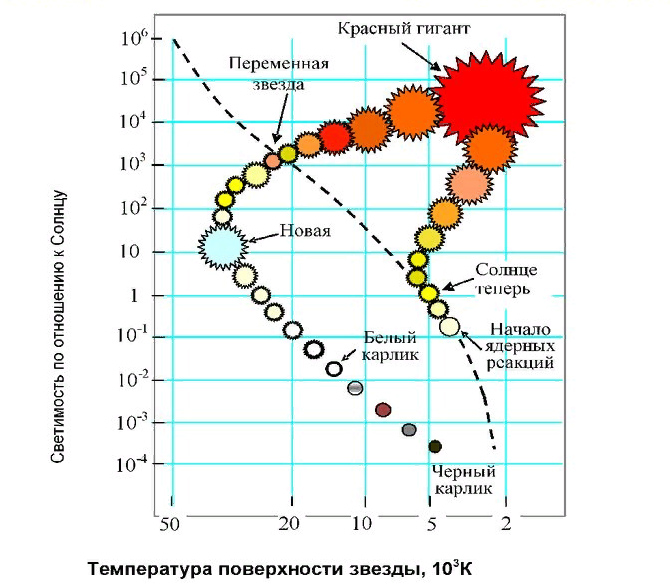 Красный гигант
Переменная
звезда
Новая
Солнце
теперь
Начало
ядерных
реакций
Белый
карлик
Черный
карлик
10⁶
10⁵
10⁴
10³
10²
10
1
10⁻¹
10⁻²
10⁻³
10⁻⁴
Светимость по отношению к Солнцу
50 20 10 5 2
Температура поверхности звезды, 10³К